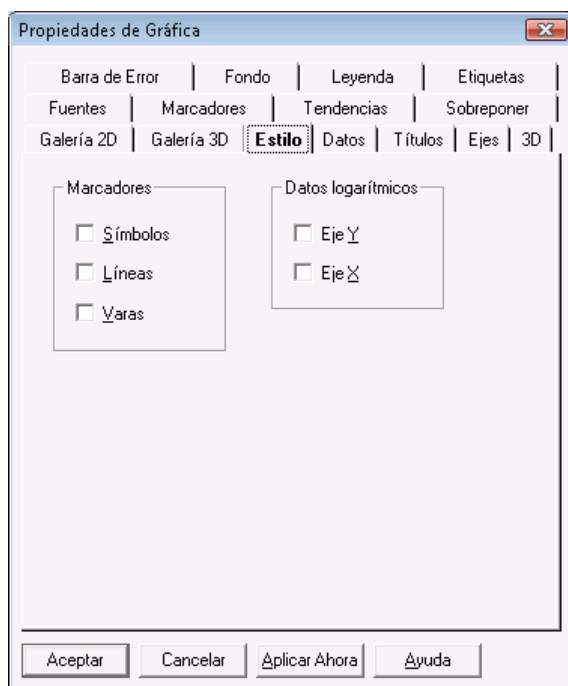 Propiedades de Gráfica
Barra de Error Fondo Leyenda Etiquetas
Fuentes Marcadores Tendencias Sobreponer
Galería 2D Galería 3D Estilo Datos Títulos Ejes 3D
Marcadores
Símbolos
Líneas
Varas
Datos logarítmicos
Eje Y
Eje X
Aceptar Cancelar Aplicar Ahora Ayuda